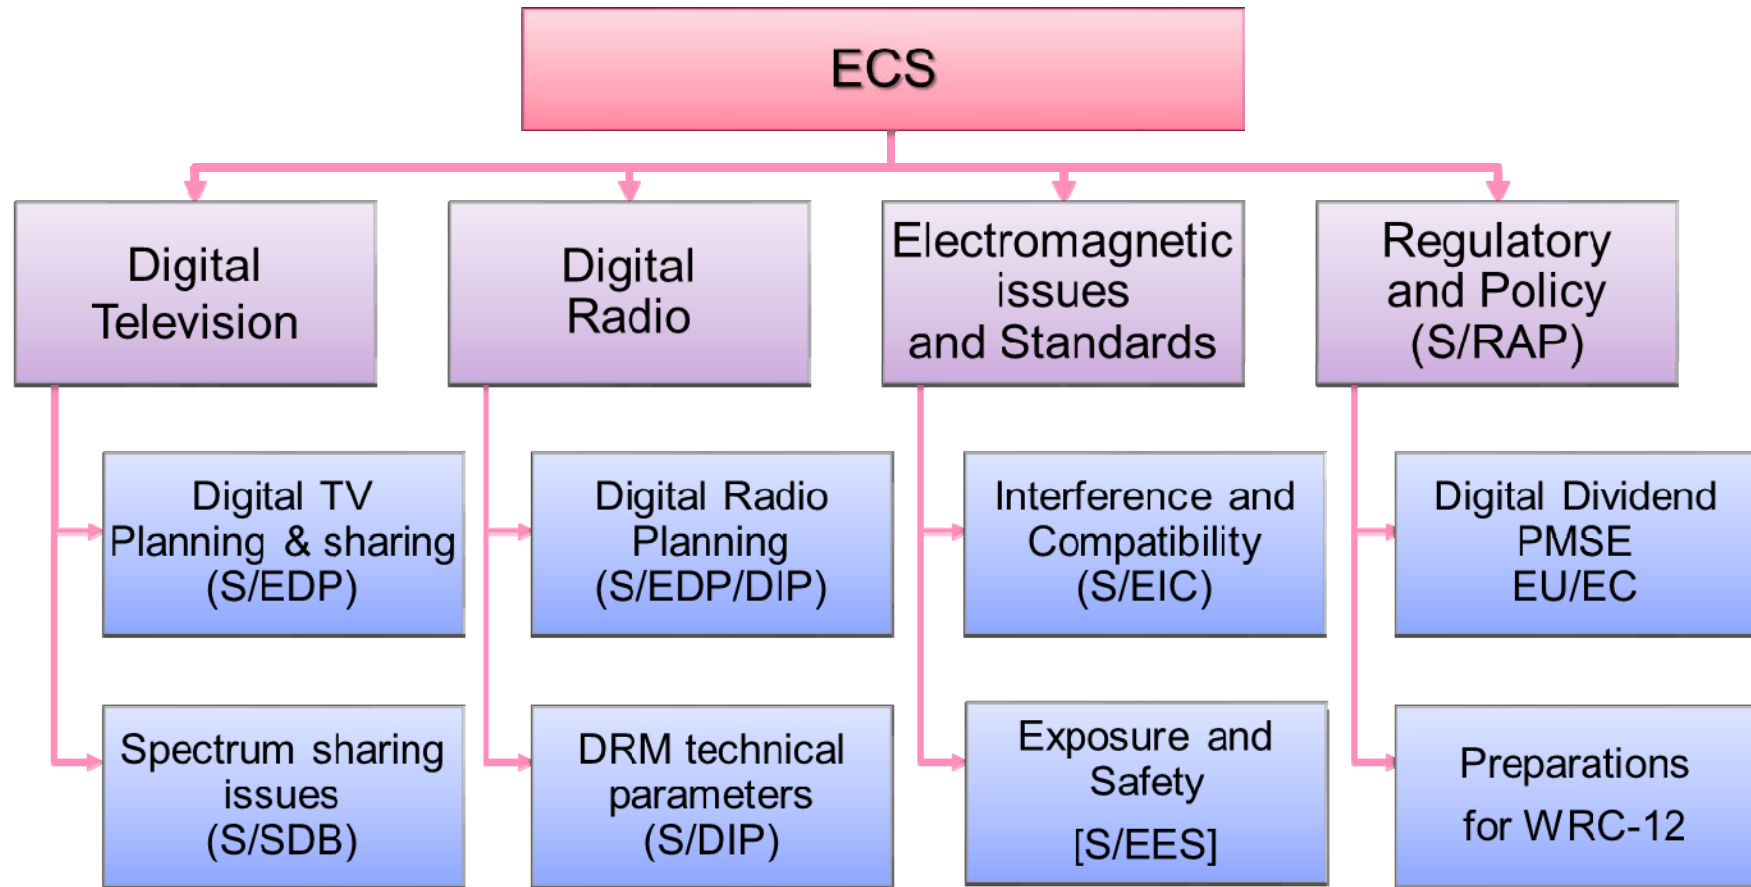 ECS
Digital
Television
Digital
Radio
Electromagnetic
issues
and Standards
Regulatory
and Policy
(S/RAP)
Digital TV
Planning & sharing
(S/EDP)
Digital Radio
Planning
(S/EDP/DIP)
Interference and
Compatibility
(S/EIC)
Digital Dividend
PMSE
EU/EC
Spectrum sharing
issues
(S/SDB)
DRM technical
parameters
(S/DIP)
Exposure and
Safety
[S/EES]
Preparations
for WRC-12